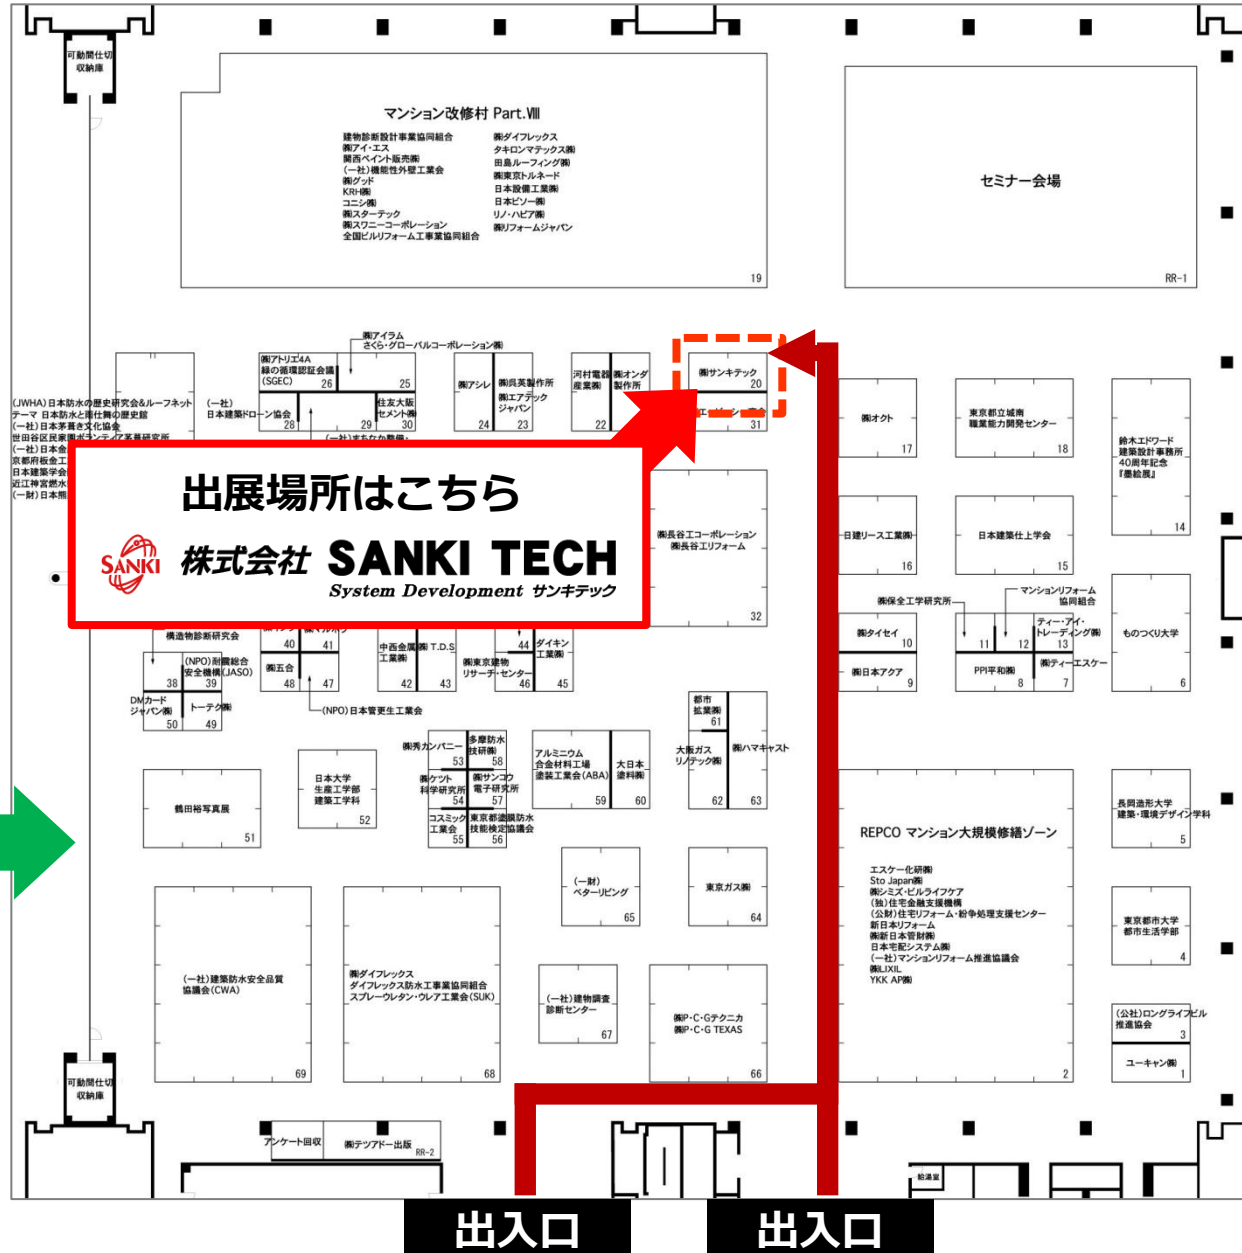 可動間仕切
収納庫
マンション改修村 Part.Ⅷ
建物診断設計事業協同組合
㈱アイ・エス
関西ペイント販売㈱
(一社)機能性外壁工業会
㈱グッド
KRH㈱
コニシ㈱
㈱スターテック
㈱スワニーコーポレーション
全国ビルリフォーム工事業協同組合
㈱ダイフレックス
タキロンマテックス㈱
田島ルーフィング㈱
㈱東京トルネード
日本設備工業㈱
日本ビソー㈱
リノ・ハピア㈱
㈱リフォームジャパン
19
セミナー会場
RR-1
㈱アイラム
さくら・グローバルコーポレーション㈱
㈱アトリエ4A
緑の循環認証会議
(SGEC)
26
25
(一社)
日本建築ドローン協会
28
29
住友大阪
セメント㈱
30
㈱アシレ
24
㈱呉英製作所
㈱エアテック
ジャパン
23
河村電器
産業㈱
22
㈱オンダ
製作所
㈱サンキテック
20
31
㈱オクト
17
東京都立城南
職業能力開発センター
18
鈴木エドワード
建築設計事務所
40周年記念
『墨絵展』
14
(JWHA)日本防水の歴史研究会&ルーフネット
テーマ 日本防水と雨仕舞の歴史館
(一社)日本茅葺き文化協会
世田谷区民家園ボランティア茅葺研究所
(一社)日本金
京都府板金工
日本建築学会
近江神宮燃水
(一財)日本熊
出展場所はこちら
SANKI
株式会社 SANKI TECH
System Development サンキテック
㈱長谷工コーポレーション
㈱長谷工リフォーム
32
日建リース工業㈱
16
日本建築仕上学会
15
㈱保全工学研究所
マンションリフォーム
協同組合
㈱タイセイ
10
㈱日本アクア
9
11
12
ティー・アイ・
トレーディング㈱
13
PPI平和㈱
8
㈱ティーエスケー
7
ものつくり大学
6
構造物診断研究会
(NPO)耐震総合
安全機構(JASO)
38
39
DMカード
ジャパン㈱
50
トーテク㈱
49
40
41
㈱五合
48
47
(NPO)日本管更生工業会
中西金属
工業㈱
42
㈱T.D.S
43
44
㈱東京建物
リサーチ・センター
46
ダイキン
工業㈱
45
都市
拡業㈱
61
大阪ガス
リノテック㈱
62
㈱ハマキャスト
63
㈱秀カンパニー
53
多摩防水
技研㈱
58
㈱ケツト
科学研究所
54
㈱サンコウ
電子研究所
57
コスミック
工業会
55
東京都塗膜防水
技能検定協議会
56
アルミニウム
合金材料工場
塗装工業会(ABA)
59
大日本
塗料㈱
60
鶴田裕写真展
51
日本大学
生産工学部
建築工学科
52
(一財)
ベターリビング
65
東京ガス㈱
64
REPCO マンション大規模修繕ゾーン
エスケー化研㈱
Sto Japan㈱
㈱シミズ・ビルライフケア
(独)住宅金融支援機構
(公財)住宅リフォーム・紛争処理支援センター
新日本リフォーム
㈱新日本管財㈱
日本宅配システム㈱
(一社)マンションリフォーム推進協議会
㈱LIXIL
YKK AP㈱
2
長岡造形大学
建築・環境デザイン学科
5
東京都市大学
都市生活学部
4
(公社)ロングライフビル
推進協会
3
ユーキャン㈱
1
(一社)建築防水安全品質
協議会(CWA)
69
㈱ダイフレックス
ダイフレックス防水工事業協同組合
スプレーウレタン・ウレア工業会(SUK)
68
(一社)建物調査
診断センター
67
㈱P・C・Gテクニカ
㈱P・C・G TEXAS
66
可動間仕切
収納庫
アンケート回収
㈱テツアドー出版
RR-2
給湯室
出入口
出入口